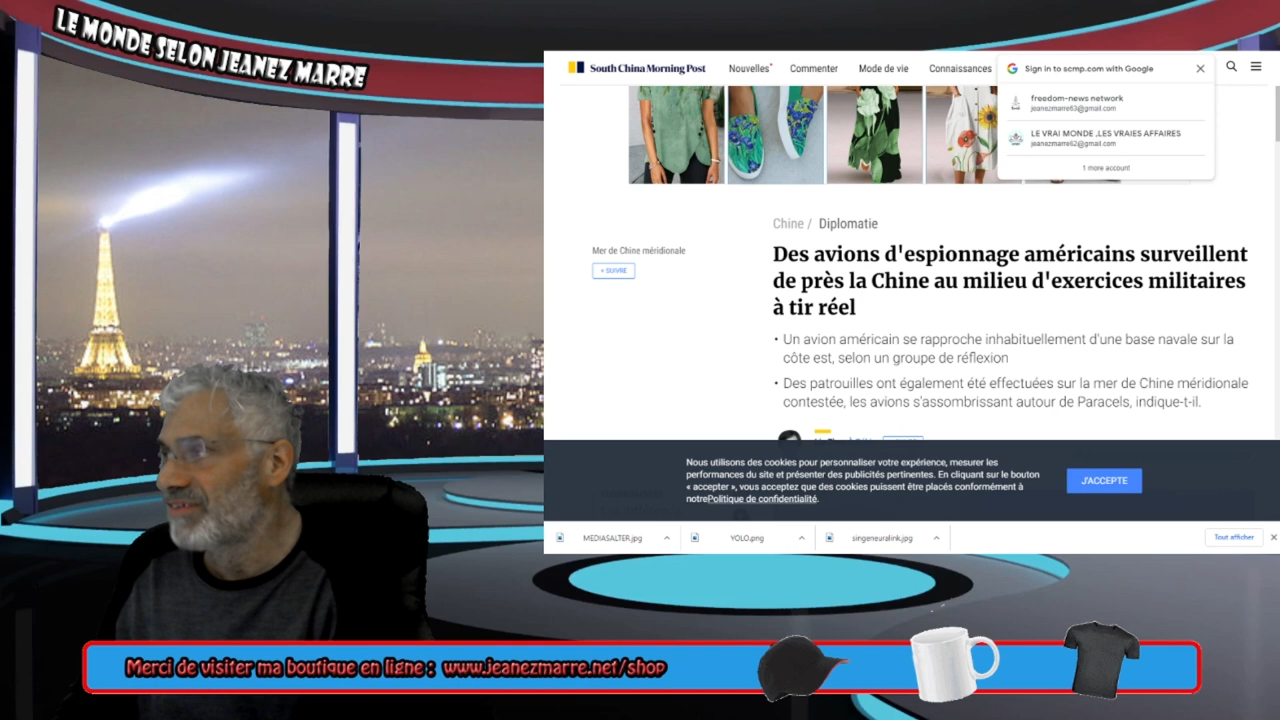 LE MONDE SELON JEANEZ MARRE
South China Morning Post
Nouvelles
Commenter
Mode de vie
Connaissances
Sign in to scmp.com with Google
freedom-news network
jeanezmarre63@gmail.com
LE VRAI MONDE ,LES VRAIES AFFAIRES
jeanezmarre62@gmail.com
1 more account
Chine / Diplomatie
Mer de Chine méridionale
+ SUIVRE
Des avions d'espionnage américains surveillent
de près la Chine au milieu d'exercices militaires
à tir réel
• Un avion américain se rapproche inhabituellement d'une base navale sur la
côte est, selon un groupe de réflexion
• Des patrouilles ont également été effectuées sur la mer de Chine méridionale
contestée, les avions s'assombrissant autour de Paracels, indique-t-il.
Nous utilisons des cookies pour personnaliser votre expérience, mesurer les
performances du site et présenter des publicités pertinentes. En cliquant sur le bouton
« accepter », vous acceptez que des cookies puissent être placés conformément à
notrePolitique de confidentialité.
J'ACCEPTE
MEDIASALTER.jpg
YOLO.png
singeneuralink.jpg
Tout afficher
Merci de visiter ma boutique en ligne : www.jeanezmarre.net/shop